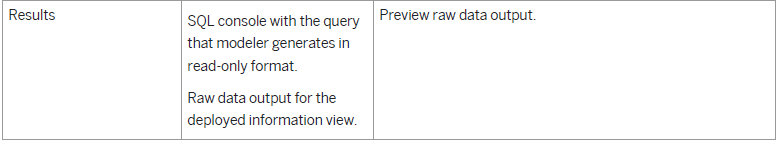 Results
SQL console with the query
that modeler generates in
read-only format.
Raw data output for the
deployed information view.
Preview raw data output.